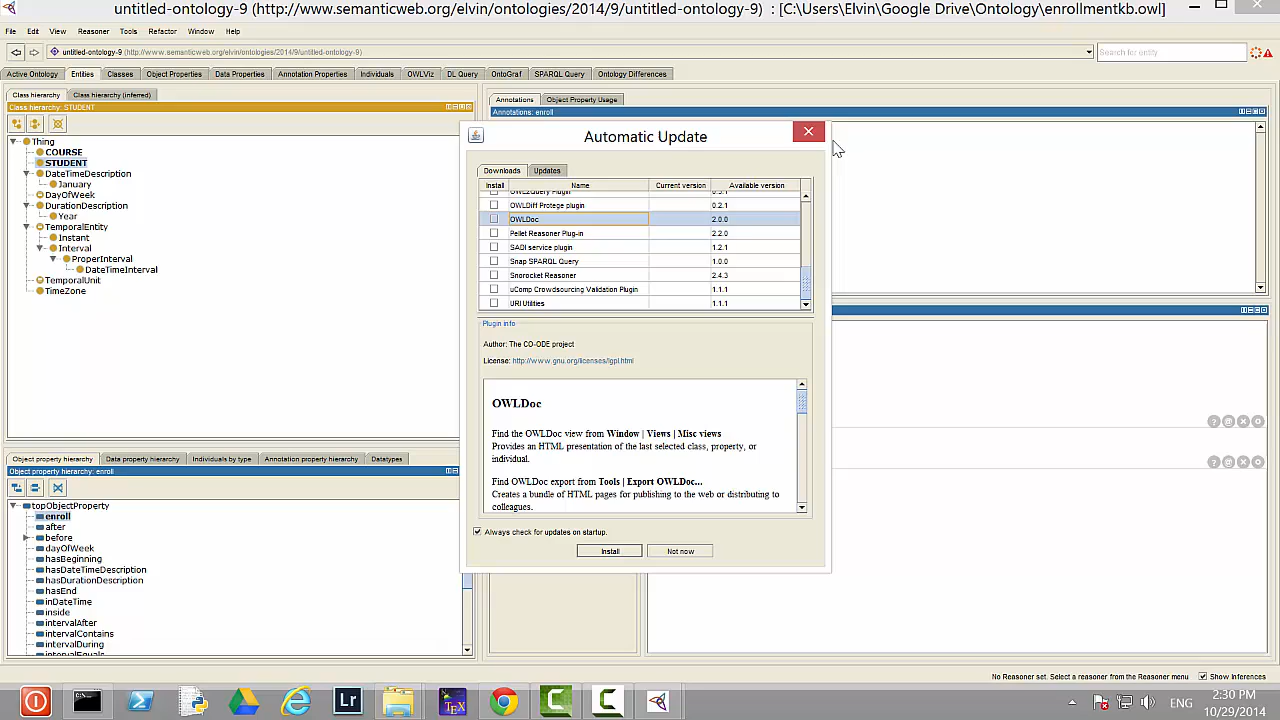 untitled-ontology-9 (http://www.semanticweb.org/elvin/ontologies/2014/9/untitled-ontology-9) : [C:\Users\Elvin\Google Drive\Ontology\enrollmentkb.owl]
File Edit View Reasoner Tools Refactor Window Help
untitled-ontology-9 (http://www.semanticweb.org/elvin/ontologies/2014/9/untitled-ontology-9)
Search for entity
Active Ontology Entities Classes Object Properties Data Properties Annotation Properties Individuals OWLViz DL Query OntoGraf SPARQL Query Ontology Differences
Class hierarchy Class hierarchy (inferred)
Class hierarchy: STUDENT
Thing
COURSE
STUDENT
DateTimeDescription
January
DayOfWeek
DurationDescription
Year
TemporalEntity
Instant
Interval
ProperInterval
DateTimeInterval
TemporalUnit
TimeZone
Object property hierarchy Data property hierarchy Individuals by type Annotation property hierarchy Datatypes
Object property hierarchy: enroll
topObjectProperty
enroll
after
before
dayOfWeek
hasBeginning
hasDateTimeDescription
hasDurationDescription
hasEnd
inDateTime
inside
intervalAfter
intervalContains
intervalDuring
intervalEquals
Annotations Object Property Usage
Annotations: enroll
Automatic Update
Downloads Updates
Install Name Current version Available version
OWLDiff Protege plugin 0.2.1
OWLDoc 2.0.0
Pellet Reasoner Plug-in 2.2.0
SADI service plugin 1.2.1
Snap SPARQL Query 1.0.0
Snorocket Reasoner 2.4.3
uComp Crowdsourcing Validation Plugin 1.1.1
URI Utilities 1.1.1
Plugin info
Author: The CO-ODE project
License: http://www.gnu.org/licenses/lgpl.html
OWLDoc
Find the OWLDoc view from Window | Views | Misc views
Provides an HTML presentation of the last selected class, property, or
individual.
Find OWLDoc export from Tools | Export OWLDoc...
Creates a bundle of HTML pages for publishing to the web or distributing to
colleagues.
Always check for updates on startup.
Install Not now
No Reasoner set. Select a reasoner from the Reasoner menu Show Inferences
Lr
TEX
ENG
2:30 PM
10/29/2014